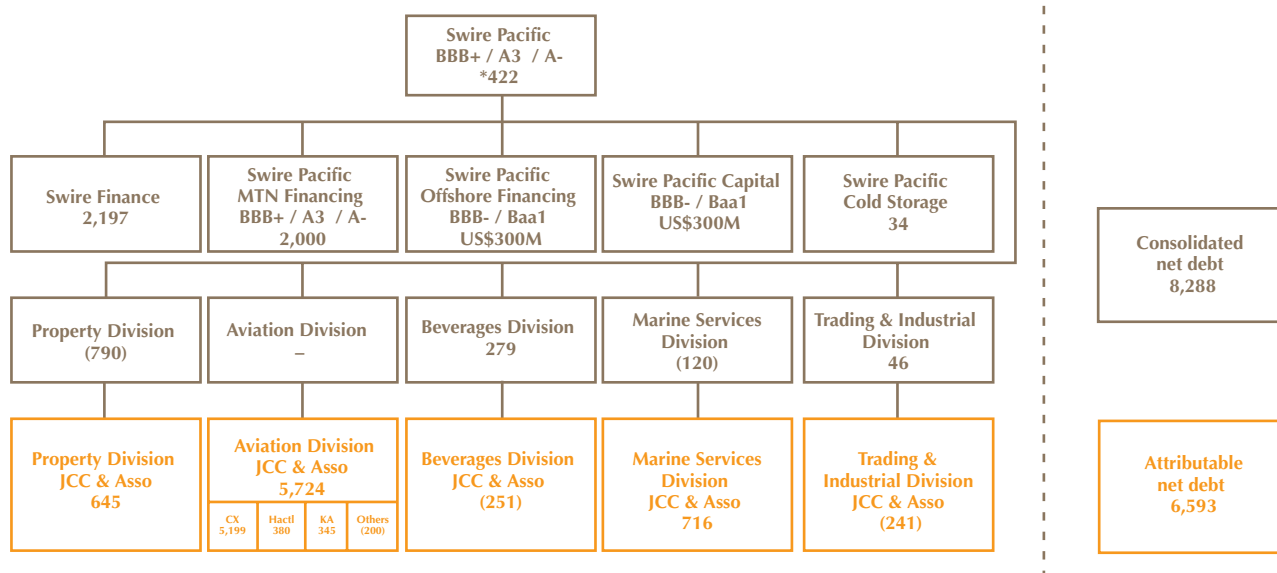 Swire Pacific
BBB+ / A3 / A-
*422
Swire Finance
2,197
Swire Pacific
MTN Financing
BBB+ / A3 / A-
2,000
Swire Pacific
Offshore Financing
BBB- / Baa1
US$300M
Swire Pacific Capital
BBB- / Baa1
US$300M
Swire Pacific
Cold Storage
34
Consolidated
net debt
8,288
Property Division
(790)
Aviation Division
–
Beverages Division
279
Marine Services
Division
(120)
Trading & Industrial
Division
46
Property Division
JCC & Asso
645
Aviation Division
JCC & Asso
5,724
CX
5,199
Hactl
380
KA
345
Others
(200)
Beverages Division
JCC & Asso
(251)
Marine Services
Division
JCC & Asso
716
Trading &
Industrial Division
JCC & Asso
(241)
Attributable
net debt
6,593